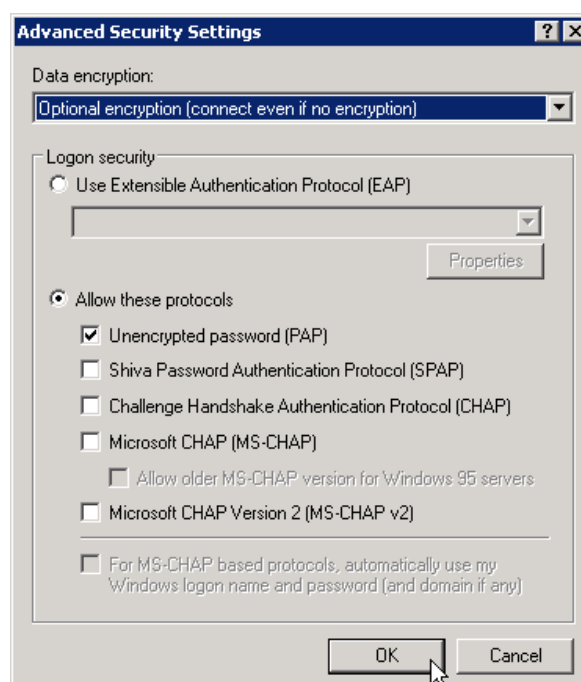 Advanced Security Settings
Data encryption:
Optional encryption (connect even if no encryption)
Logon security
Use Extensible Authentication Protocol (EAP)
Properties
Allow these protocols
Unencrypted password (PAP)
Shiva Password Authentication Protocol (SPAP)
Challenge Handshake Authentication Protocol (CHAP)
Microsoft CHAP (MS-CHAP)
Allow older MS-CHAP version for Windows 95 servers
Microsoft CHAP Version 2 (MS-CHAP v2)
For MS-CHAP based protocols, automatically use my
Windows logon name and password (and domain if any)
OK Cancel